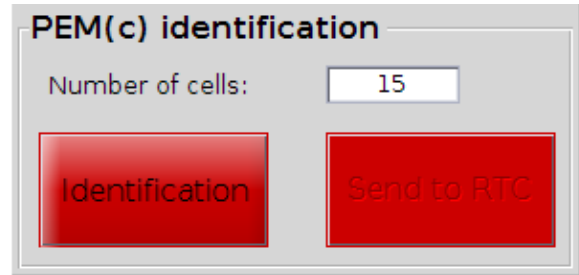 PEM(c) identification
Number of cells: 15
Identification
Send to RTC